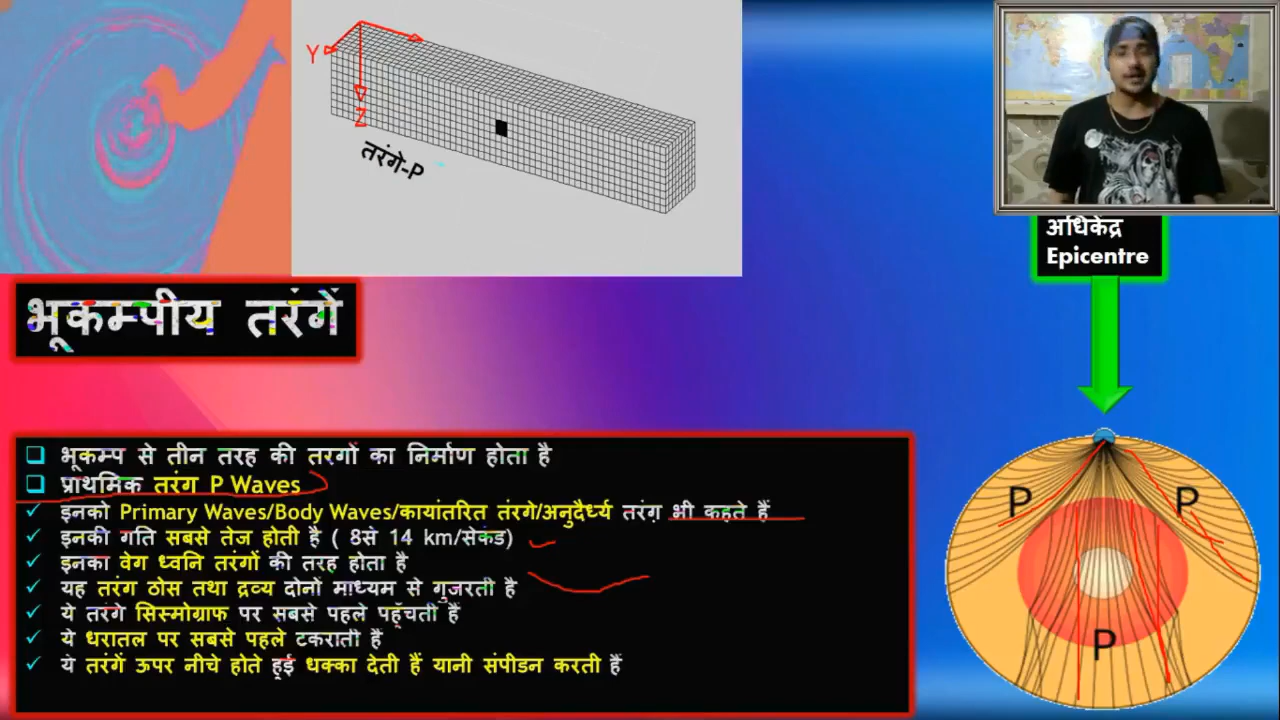 Y
Z
तरंगे-P
अधिकेंद्र
Epicentre
भूकम्पीय तरंगें
भूकम्प से तीन तरह की तरगों का निर्माण होता है
प्राथमिक तरंग P Waves
इनको Primary Waves/Body Waves/कायांतरित तरंगे/अनुदैर्ध्य तरंग़ भी कहते हैं
इनकी गति सबसे तेज होती है ( 8से 14 km/सेकंड)
इनका वेग ध्वनि तरंगों की तरह होता है
यह तरंग ठोस तथा द्रव्य दोनों माध्यम से गुजरती है
ये तरंगे सिस्मोग्राफ पर सबसे पहले पहुँचती हैं
ये धरातल पर सबसे पहले टकराती हैं
ये तरंगें ऊपर नीचे होते हुई धक्का देती हैं यानी संपीडन करती हैं
P
P
P